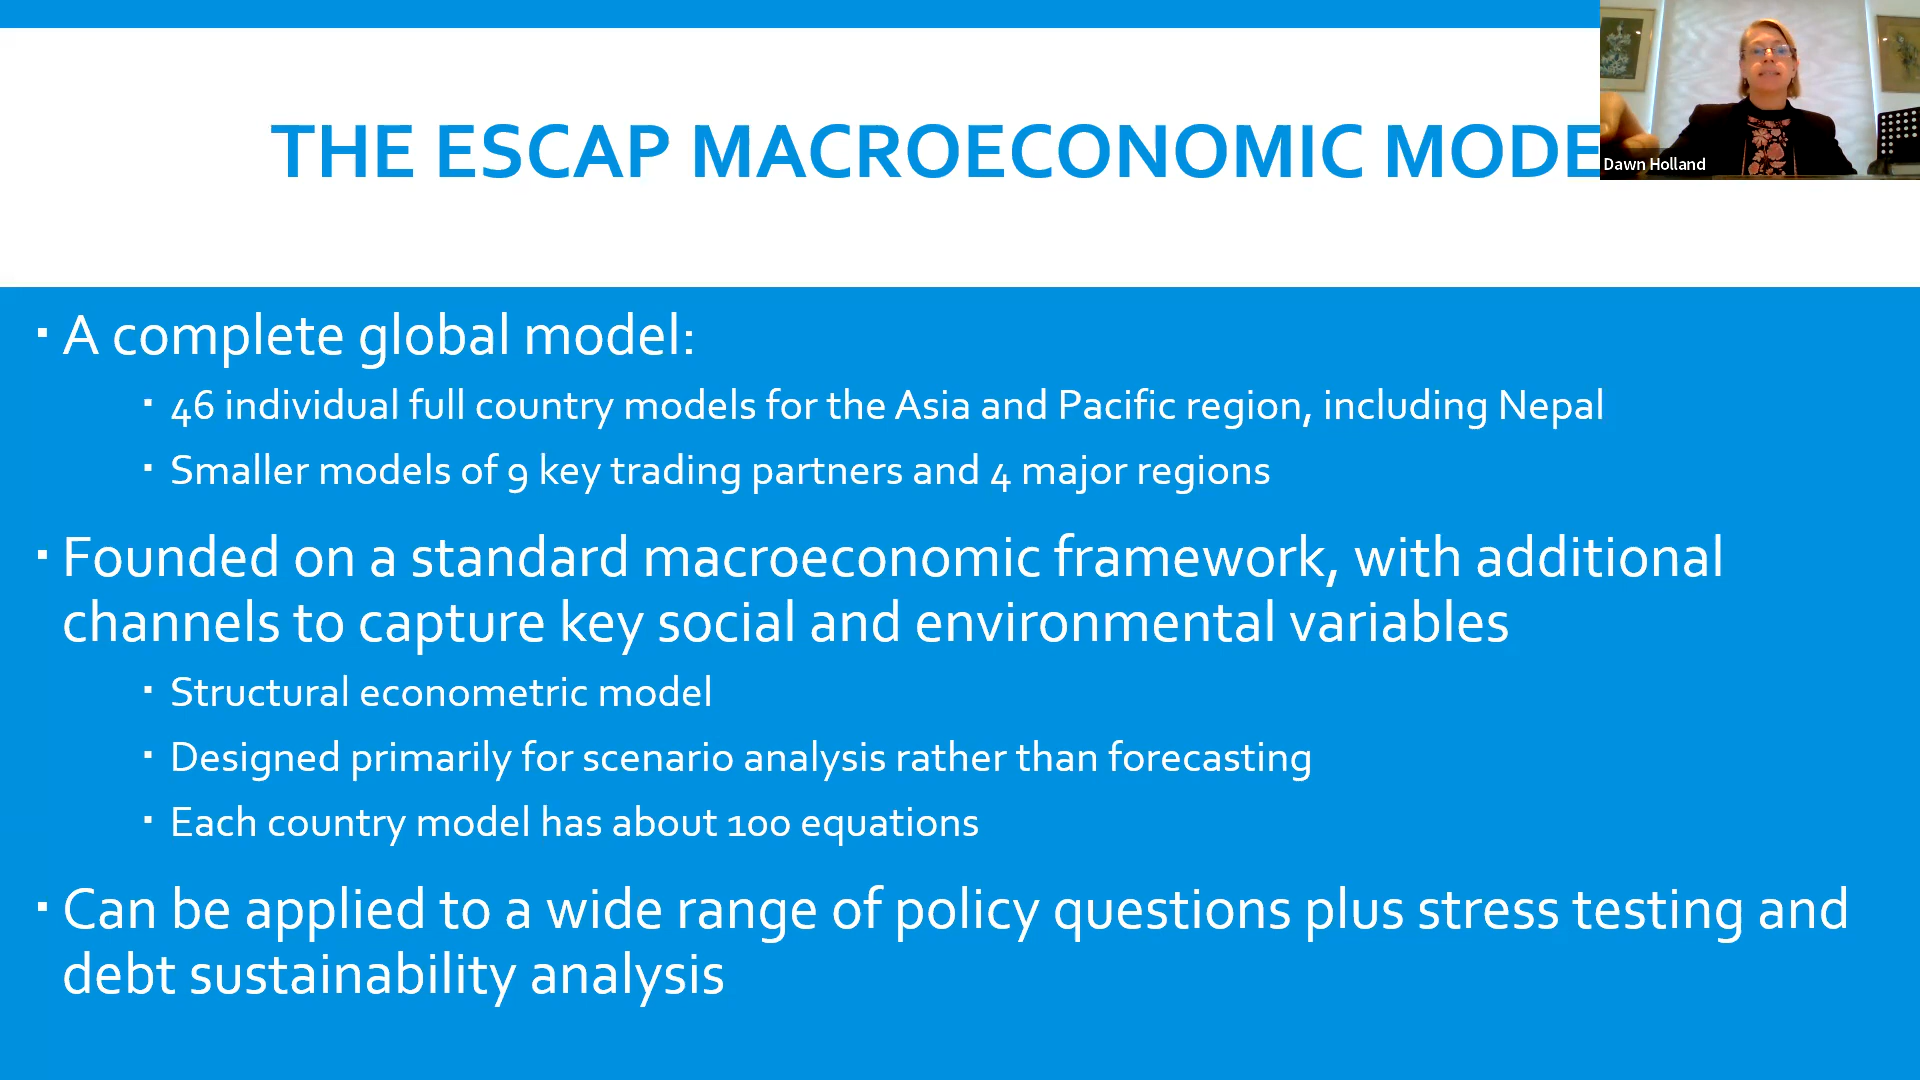 THE ESCAP MACROECONOMIC MODE
Dawn Holland
▪ A complete global model:
▪ 46 individual full country models for the Asia and Pacific region, including Nepal
▪ Smaller models of 9 key trading partners and 4 major regions
▪ Founded on a standard macroeconomic framework, with additional
channels to capture key social and environmental variables
▪ Structural econometric model
▪ Designed primarily for scenario analysis rather than forecasting
▪ Each country model has about 100 equations
▪ Can be applied to a wide range of policy questions plus stress testing and
debt sustainability analysis